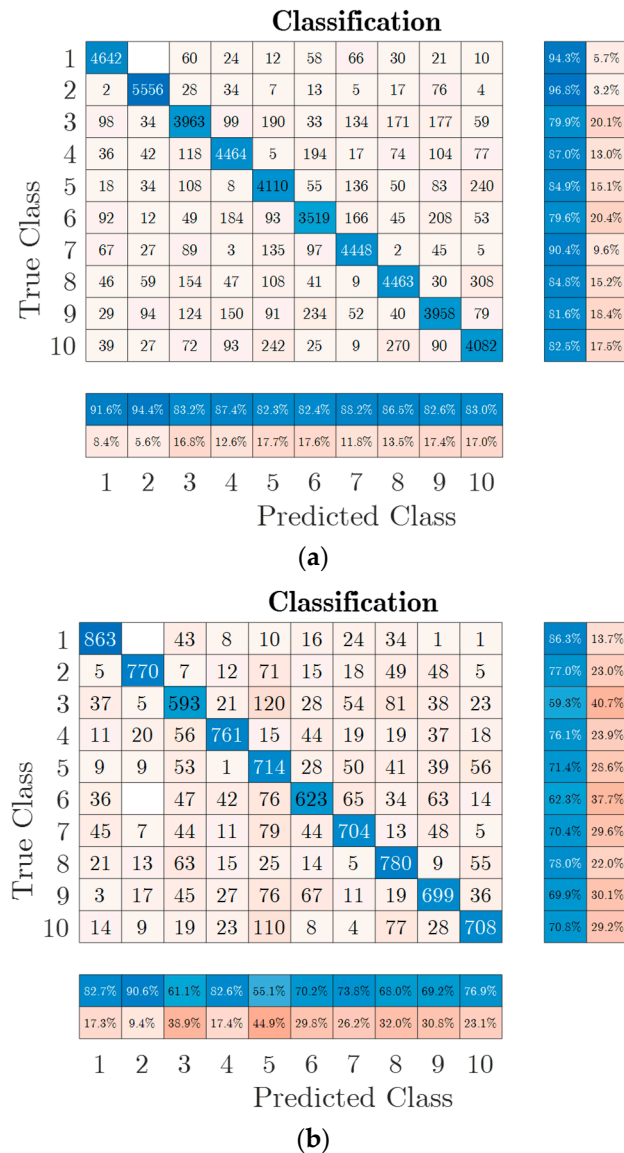 Classification
1 4642 60 24 12 58 66 30 21 10 94.3% 5.7%
2 2 5556 28 34 7 13 5 17 76 4 96.8% 3.2%
3 98 34 3963 99 190 33 134 171 177 59 79.9% 20.1%
4 36 42 118 4464 5 194 17 74 104 77 87.0% 13.0%
5 18 34 108 8 4110 55 136 50 83 240 84.9% 15.1%
6 92 12 49 184 93 3519 166 45 208 53 79.6% 20.4%
7 67 27 89 3 135 97 4448 2 45 5 90.4% 9.6%
8 46 59 154 47 108 41 9 4463 30 308 84.8% 15.2%
9 29 94 124 150 91 234 52 40 3958 79 81.6% 18.4%
10 39 27 72 93 242 25 9 270 90 4082 82.5% 17.5%
True Class
91.6% 94.4% 83.2% 87.4% 82.3% 82.4% 88.2% 86.5% 82.6% 83.0%
8.4% 5.6% 16.8% 12.6% 17.7% 17.6% 11.8% 13.5% 17.4% 17.0%
1 2 3 4 5 6 7 8 9 10
Predicted Class
(a)
Classification
1 863 43 8 10 16 24 34 1 1 86.3% 13.7%
2 5 770 7 12 71 15 18 49 48 5 77.0% 23.0%
3 37 5 593 21 120 28 54 81 38 23 59.3% 40.7%
4 11 20 56 761 15 44 19 19 37 18 76.1% 23.9%
5 9 9 53 1 714 28 50 41 39 56 71.4% 28.6%
6 36 47 42 76 623 65 34 63 14 62.3% 37.7%
7 45 7 44 11 79 44 704 13 48 5 70.4% 29.6%
8 21 13 63 15 25 14 5 780 9 55 78.0% 22.0%
9 3 17 45 27 76 67 11 19 699 36 69.9% 30.1%
10 14 9 19 23 110 8 4 77 28 708 70.8% 29.2%
True Class
82.7% 90.6% 61.1% 82.6% 55.1% 70.2% 73.8% 68.0% 69.2% 76.9%
17.3% 9.4% 38.9% 17.4% 44.9% 29.8% 26.2% 32.0% 30.8% 23.1%
1 2 3 4 5 6 7 8 9 10
Predicted Class
(b)